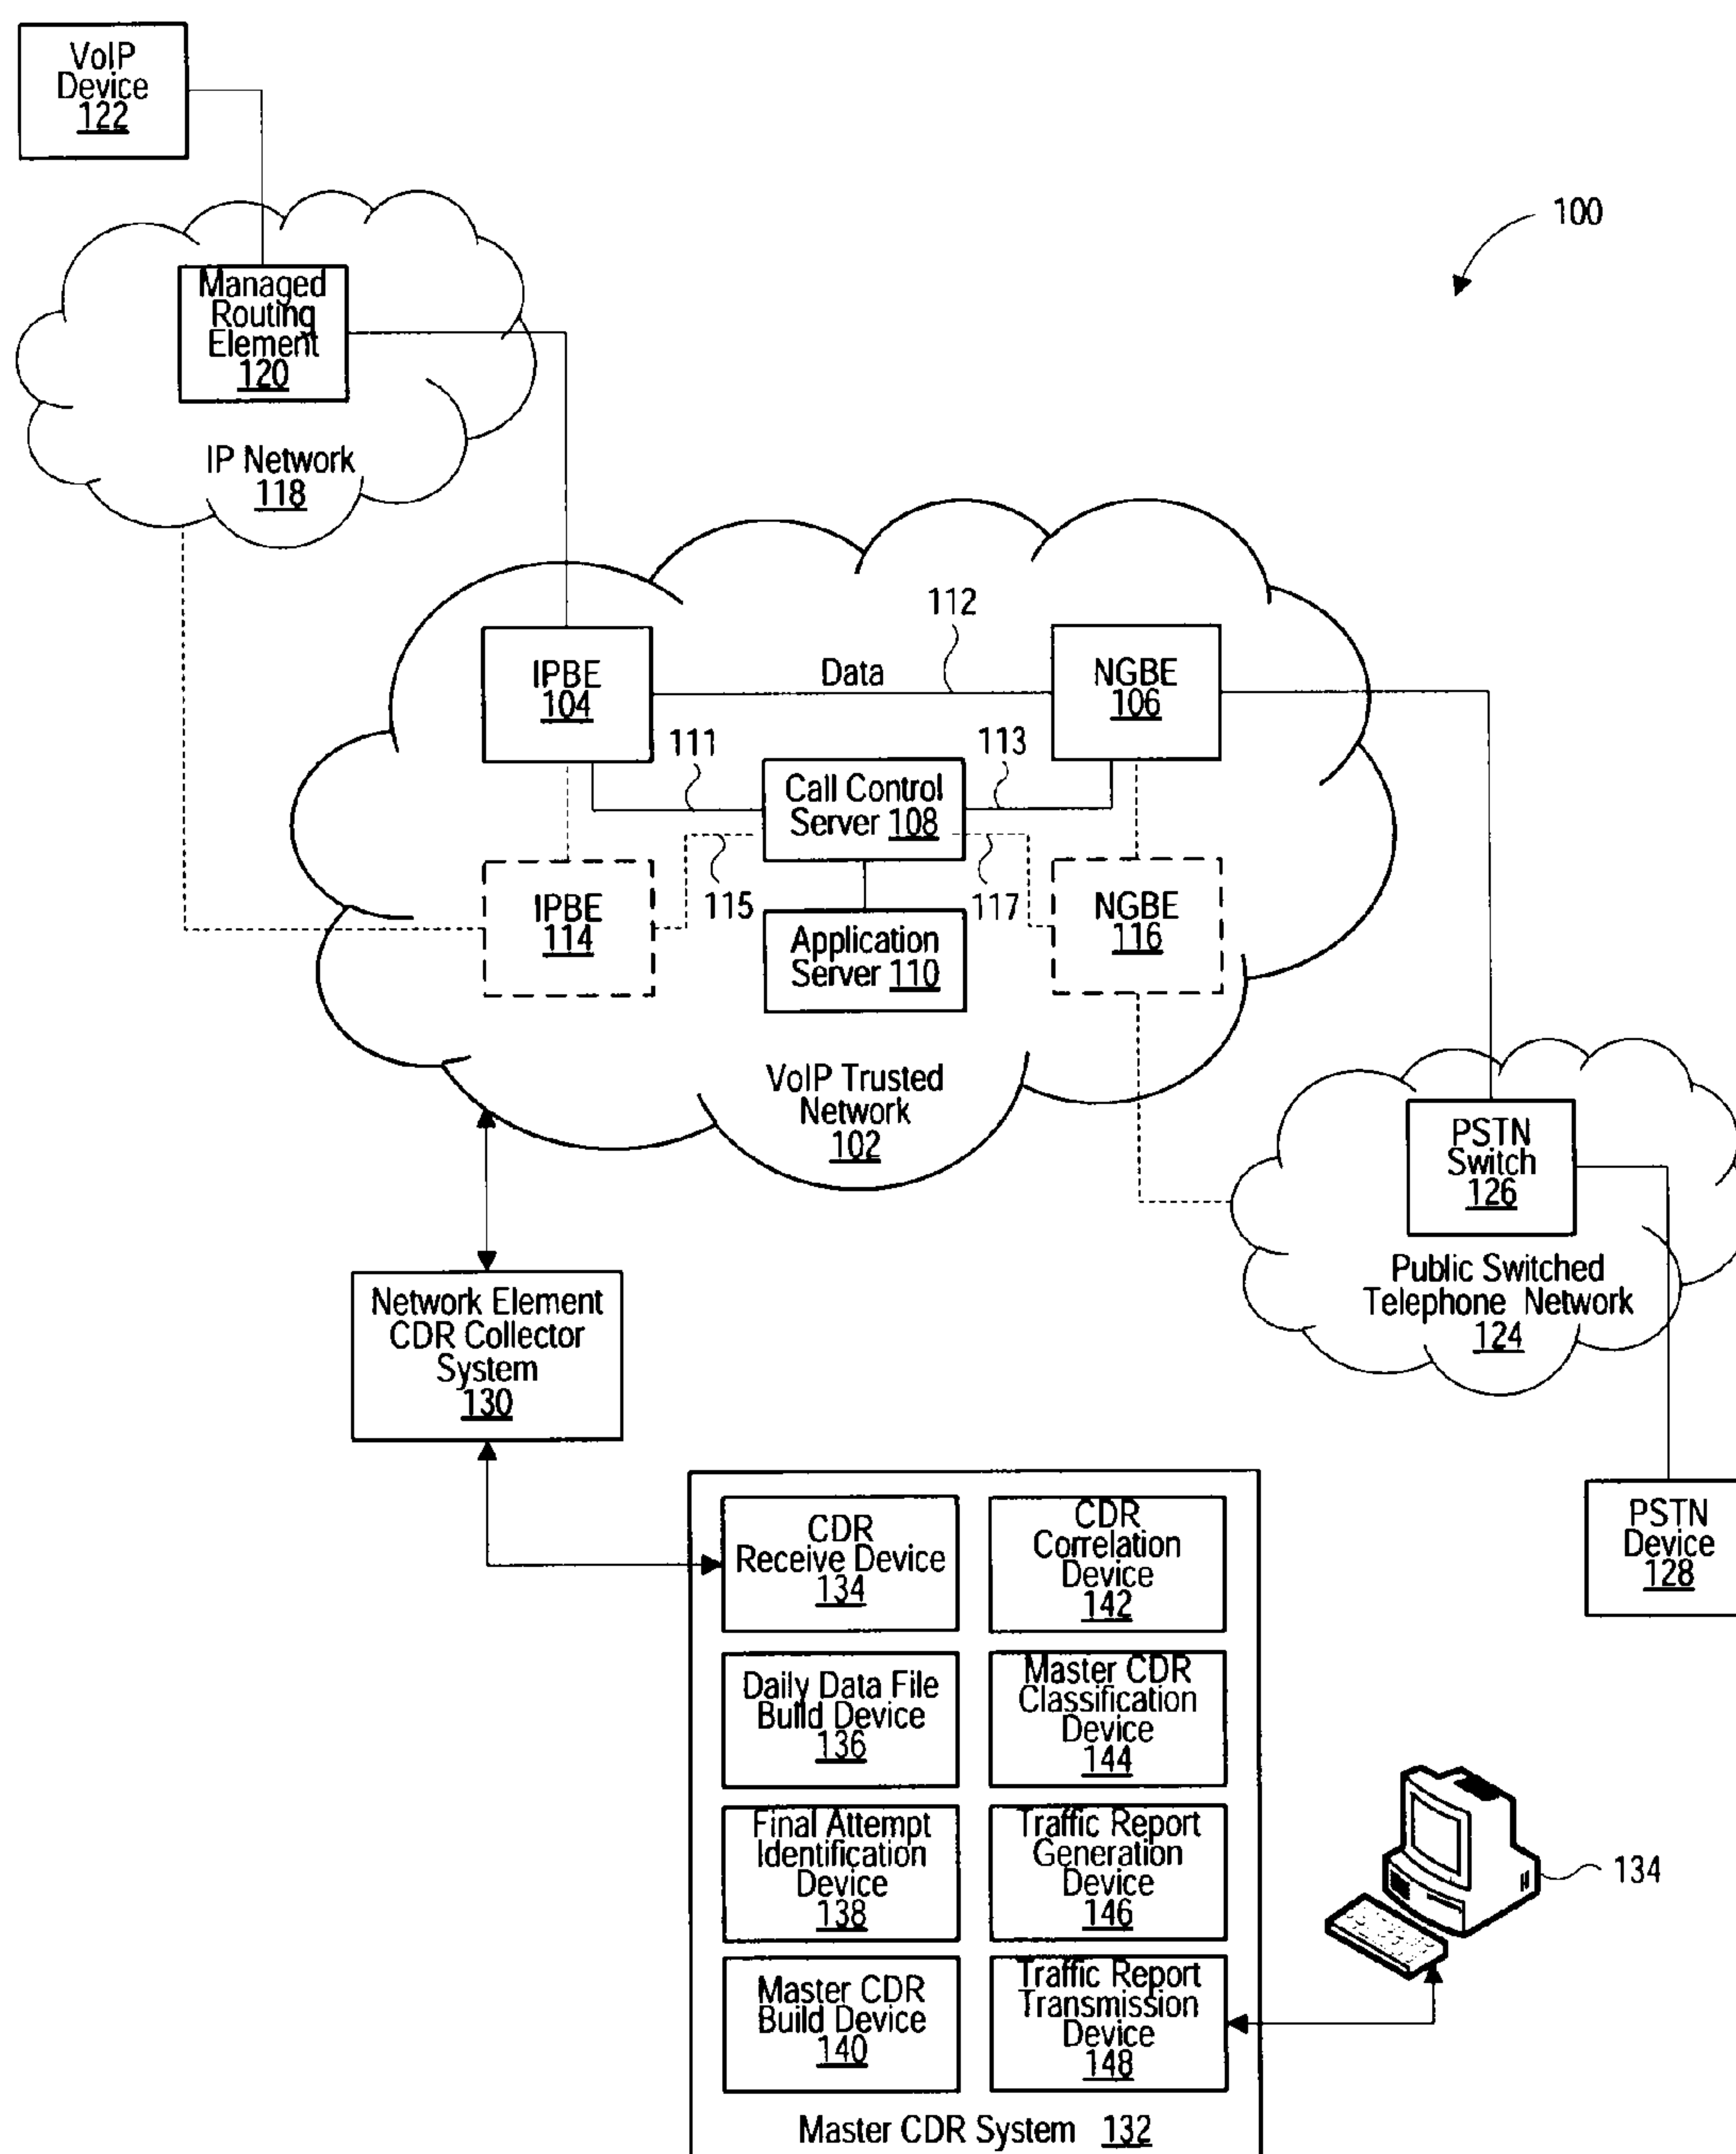 VoIP
Device
122
100
Managed
Routing
Element
120
IP Network
118
112
IPBE
104
Data
NGBE
106
111
113
Call Control
Server 108
IPBE
114
115
117
NGBE
116
Application
Server 110
VoIP Trusted
Network
102
PSTN
Switch
126
Public Switched
Telephone Network
124
Network Element
CDR Collector
System
130
PSTN
Device
128
CDR
Receive Device
134
CDR
Correlation
Device
142
Daily Data File
Build Device
136
Master CDR
Classification
Device
144
Final Attempt
Identification
Device
138
Traffic Report
Generation
Device
146
134
Master CDR
Build Device
140
Traffic Report
Transmission
Device
148
Master CDR System 132